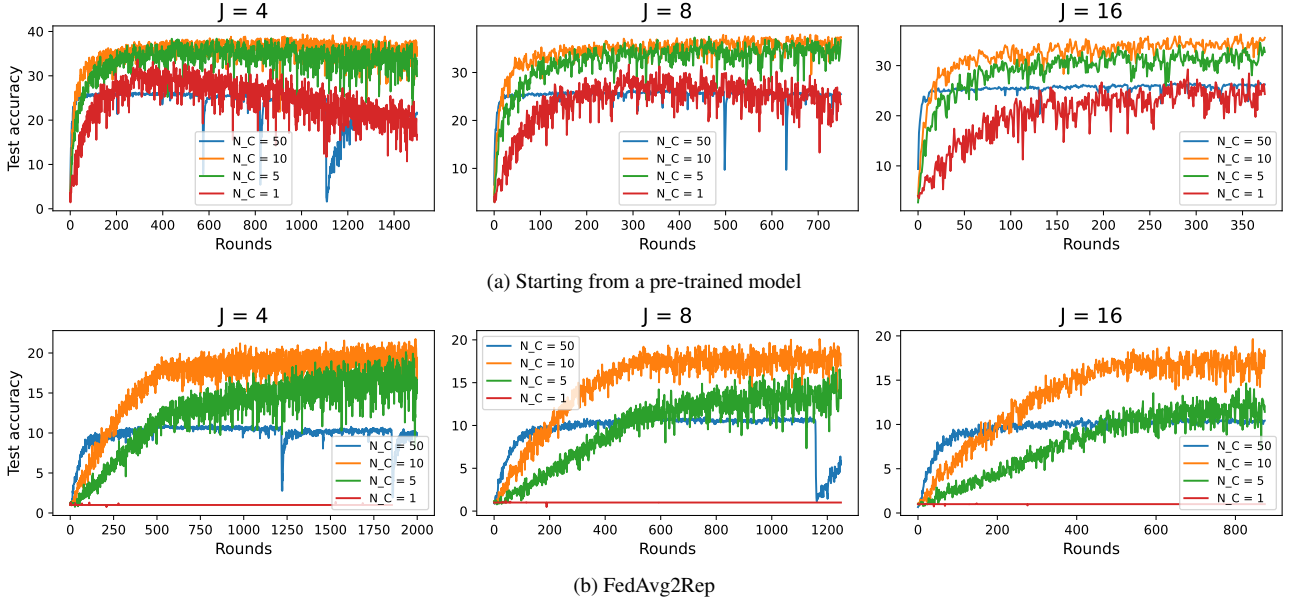 J = 4
J = 8
J = 16
Test accuracy
40
30
20
10
0
0 200 400 600 800 1000 1200 1400
Rounds
N_C = 50
N_C = 10
N_C = 5
N_C = 1
30
20
10
0 100 200 300 400 500 600 700
Rounds
N_C = 50
N_C = 10
N_C = 5
N_C = 1
30
20
10
0 50 100 150 200 250 300 350
Rounds
N_C = 50
N_C = 10
N_C = 5
N_C = 1
(a) Starting from a pre-trained model
J = 4
J = 8
J = 16
Test accuracy
20
15
10
5
0
0 250 500 750 1000 1250 1500 1750 2000
Rounds
N_C = 50
N_C = 10
N_C = 5
N_C = 1
20
15
10
5
0
0 200 400 600 800 1000 1200
Rounds
N_C = 50
N_C = 10
N_C = 5
N_C = 1
20
15
10
5
0
0 200 400 600 800
Rounds
N_C = 50
N_C = 10
N_C = 5
N_C = 1
(b) FedAvg2Rep